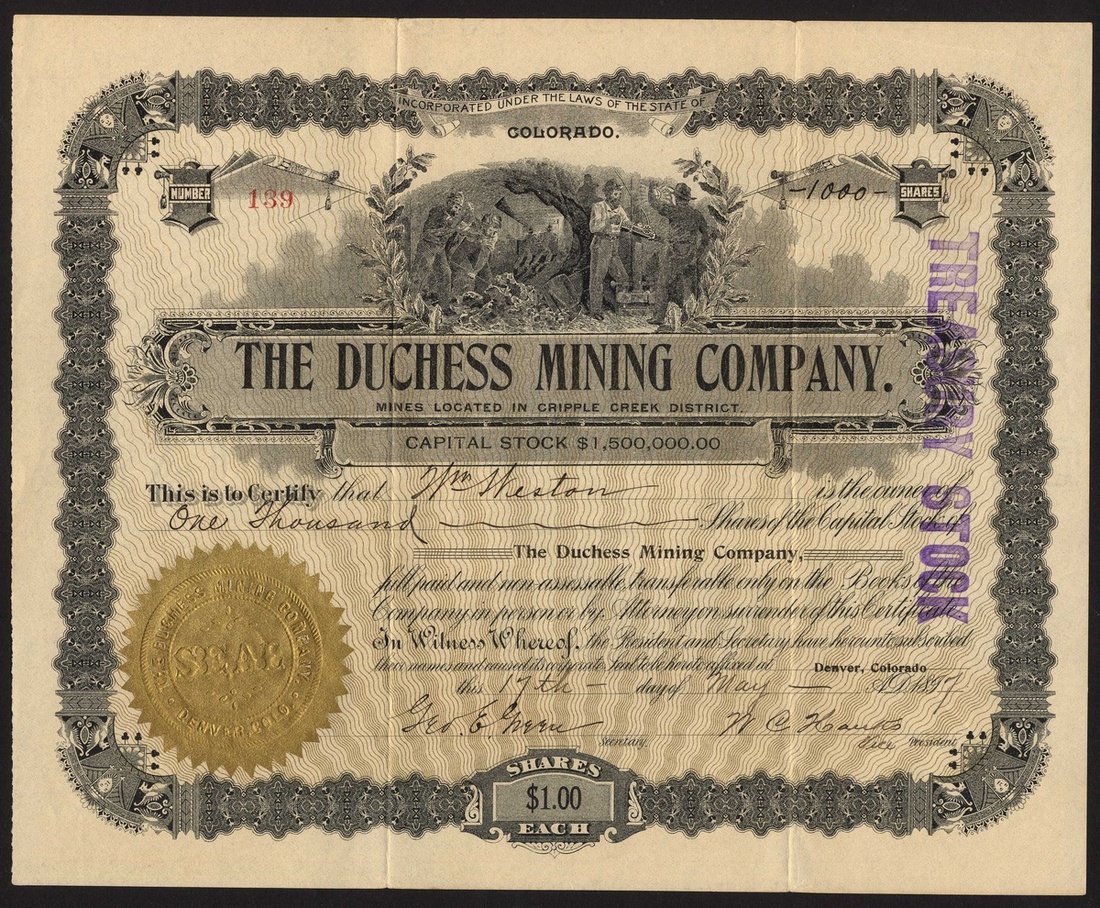 INCORPORATED UNDER THE LAWS OF THE STATE OF
COLORADO.
NUMBER 139 -1000- SHARES
THE DUCHESS MINING COMPANY.
MINES LOCATED IN CRIPPLE CREEK DISTRICT.
CAPITAL STOCK $1,500,000.00
This is to Certify that Wm Weston is the owner of
One Thousand Shares of the Capital Stock of
The Duchess Mining Company,
full paid and non-assessable, transferable only on the Books of the
Company in person or by Attorney on surrender of this Certificate.
In Witness Whereof, the President and Secretary have hereunto subscribed
their names and caused its corporate Seal to be hereto affixed at Denver, Colorado
this 17th day of May A.D. 1897
Geo. E. Green Secretary. W C Vice President.
THE DUCHESS MINING COMPANY.
SEAL
DENVER, COLO.
SHARES
$1.00
EACH
TREASURY STOCK